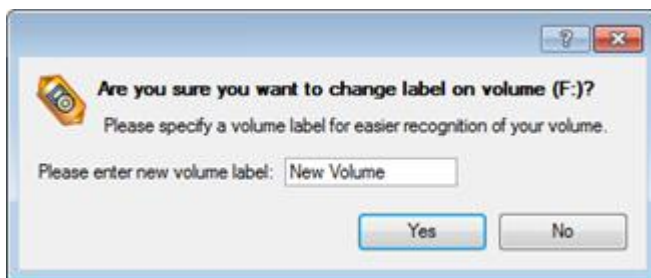 Are you sure you want to change label on volume (F:)?
Please specify a volume label for easier recognition of your volume.
Please enter new volume label: New Volume
Yes No